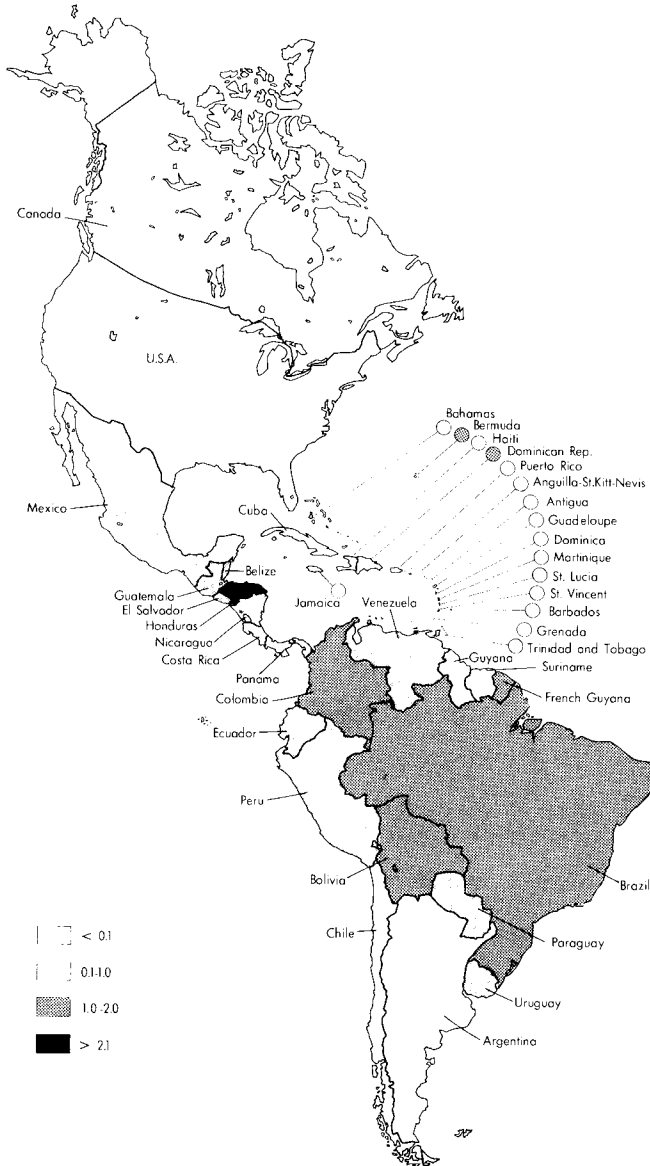 Canada
U.S.A.
Bahamas
Bermuda
Haiti
Dominican Rep.
Puerto Rico
Anguilla-St.Kitt-Nevis
Antigua
Guadeloupe
Dominica
Martinique
St. Lucia
St. Vincent
Barbados
Grenada
Trinidad and Tobago
Mexico
Cuba
Belize
Guatemala
El Salvador
Honduras
Nicaragua
Costa Rica
Panama
Jamaica
Venezuela
Guyana
Suriname
French Guyana
Colombia
Ecuador
Peru
Bolivia
Brazil
Chile
Paraguay
Uruguay
Argentina
< 0.1
0.1-1.0
1.0-2.0
> 2.1